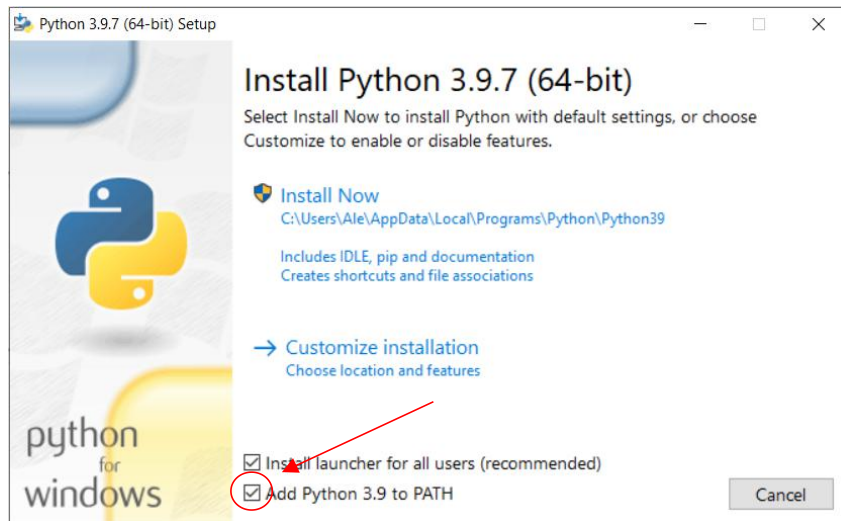 Python 3.9.7 (64-bit) Setup
Install Python 3.9.7 (64-bit)
Select Install Now to install Python with default settings, or choose
Customize to enable or disable features.
Install Now
C:\Users\Ale\AppData\Local\Programs\Python\Python39
Includes IDLE, pip and documentation
Creates shortcuts and file associations
Customize installation
Choose location and features
python
for
windows
Install launcher for all users (recommended)
Add Python 3.9 to PATH
Cancel